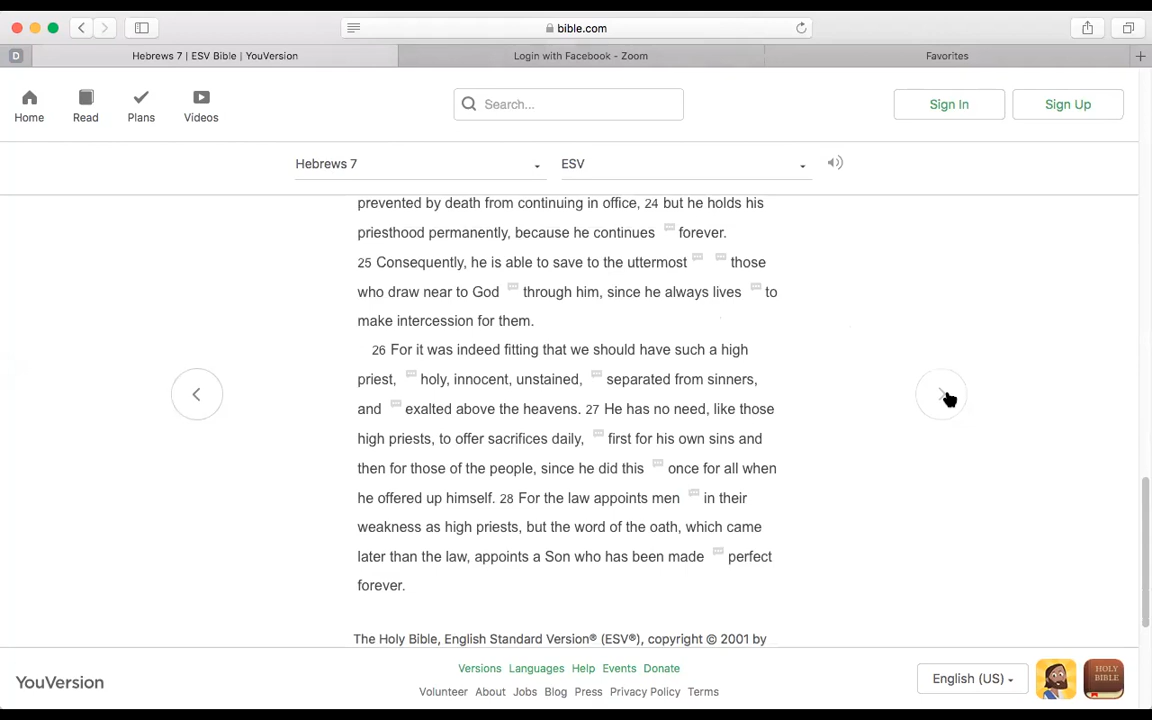 bible.com
D
Hebrews 7 | ESV Bible | YouVersion
Login with Facebook - Zoom
Favorites
Home
Read
Plans
Videos
Search...
Sign In
Sign Up
Hebrews 7
ESV
prevented by death from continuing in office, 24 but he holds his
priesthood permanently, because he continues forever.
25 Consequently, he is able to save to the uttermost those
who draw near to God through him, since he always lives to
make intercession for them.
26 For it was indeed fitting that we should have such a high
priest, holy, innocent, unstained, separated from sinners,
and exalted above the heavens. 27 He has no need, like those
high priests, to offer sacrifices daily, first for his own sins and
then for those of the people, since he did this once for all when
he offered up himself. 28 For the law appoints men in their
weakness as high priests, but the word of the oath, which came
later than the law, appoints a Son who has been made perfect
forever.
The Holy Bible, English Standard Version® (ESV®), copyright © 2001 by
YouVersion
Versions Languages Help Events Donate
Volunteer About Jobs Blog Press Privacy Policy Terms
English (US)
HOLY
BIBLE